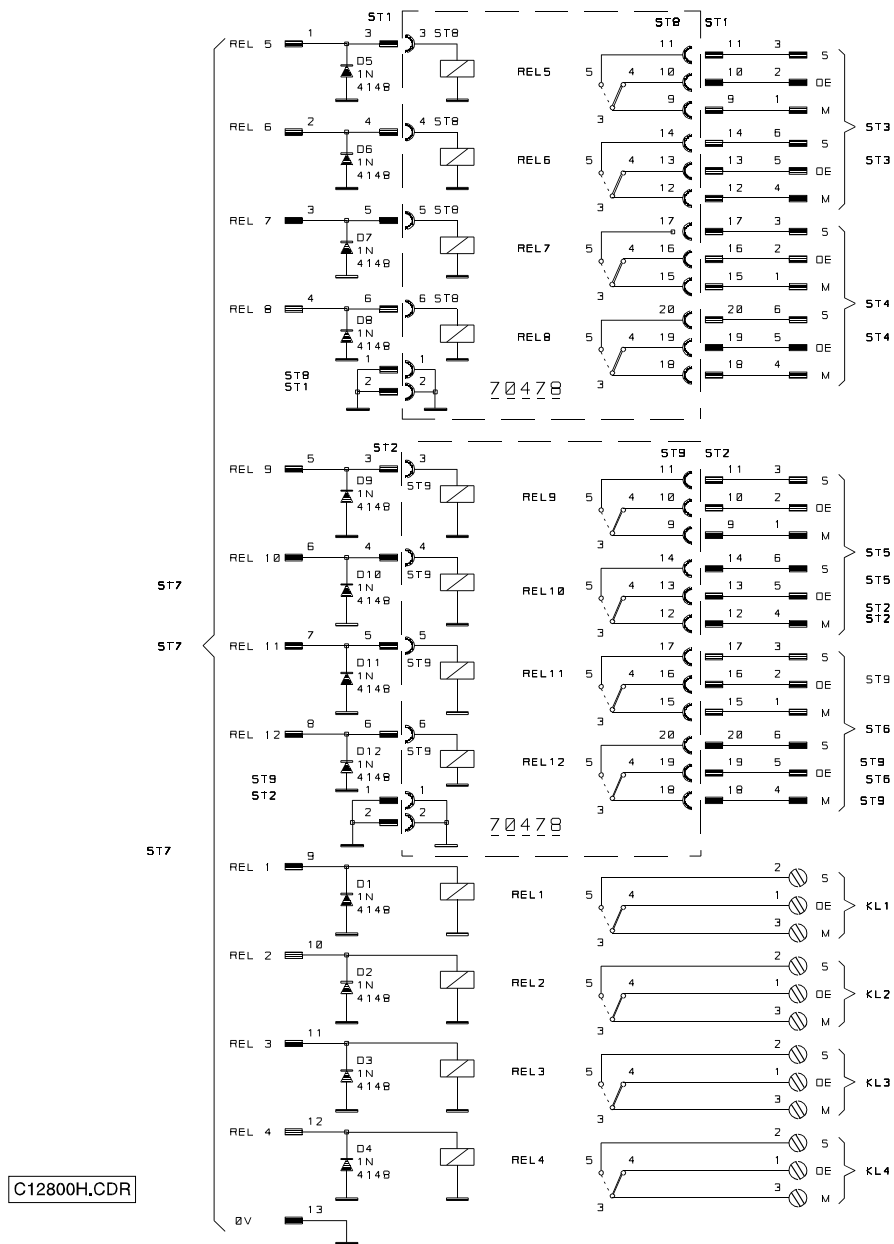 ST1 ST8 ST1
REL 5 1 3 3 ST8 REL5 5 4 3 11 11 3 S
D5 10 10 2 OE
1N 9 9 1 M
4148
ST3
REL 6 2 4 4 ST8 REL6 5 4 3 14 14 6 S
D6 13 13 5 OE
1N 12 12 4 M
4148
ST3
REL 7 3 5 5 ST8 REL7 5 4 3 17 17 3 S
D7 16 16 2 OE
1N 15 15 1 M
4148
ST4
REL 8 4 6 6 ST8 REL8 5 4 3 20 20 6 S
D8 19 19 5 OE
1N 18 18 4 M
4148
ST4
ST8 1 1
ST1 2 2
70478
ST2 ST9 ST2
REL 9 5 3 3 ST9 REL9 5 4 3 11 11 3 S
D9 10 10 2 OE
1N 9 9 1 M
4148
ST5
REL 10 6 4 4 ST9 REL10 5 4 3 14 14 6 S
D10 13 13 5 OE
1N 12 12 4 M
4148
ST5
ST2
ST2
ST7
ST7
REL 11 7 5 5 ST9 REL11 5 4 3 17 17 3 S
D11 16 16 2 OE
1N 15 15 1 M
4148
ST9
ST6
REL 12 8 6 6 ST9 REL12 5 4 3 20 20 6 S
D12 19 19 5 OE
1N 18 18 4 M
4148
ST9
ST6
ST9
ST9 1 1
ST2 2 2
70478
ST7
REL 1 9 REL1 5 4 3 2 S
D1 1 OE KL1
1N 3 M
4148
REL 2 10 REL2 5 4 3 2 S
D2 1 OE KL2
1N 3 M
4148
REL 3 11 REL3 5 4 3 2 S
D3 1 OE KL3
1N 3 M
4148
REL 4 12 REL4 5 4 3 2 S
D4 1 OE KL4
1N 3 M
4148
0V 13
C12800H.CDR